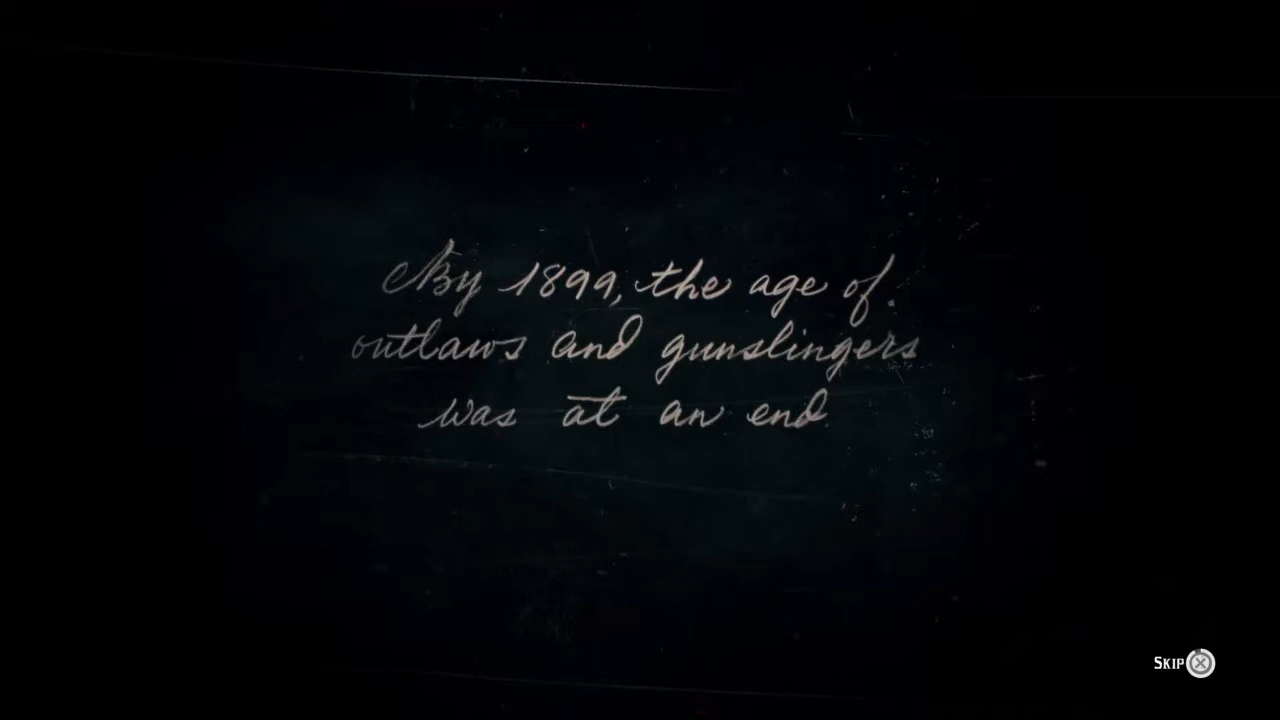 By 1899, the age of
outlaws and gunslingers
was at an end
SKIP